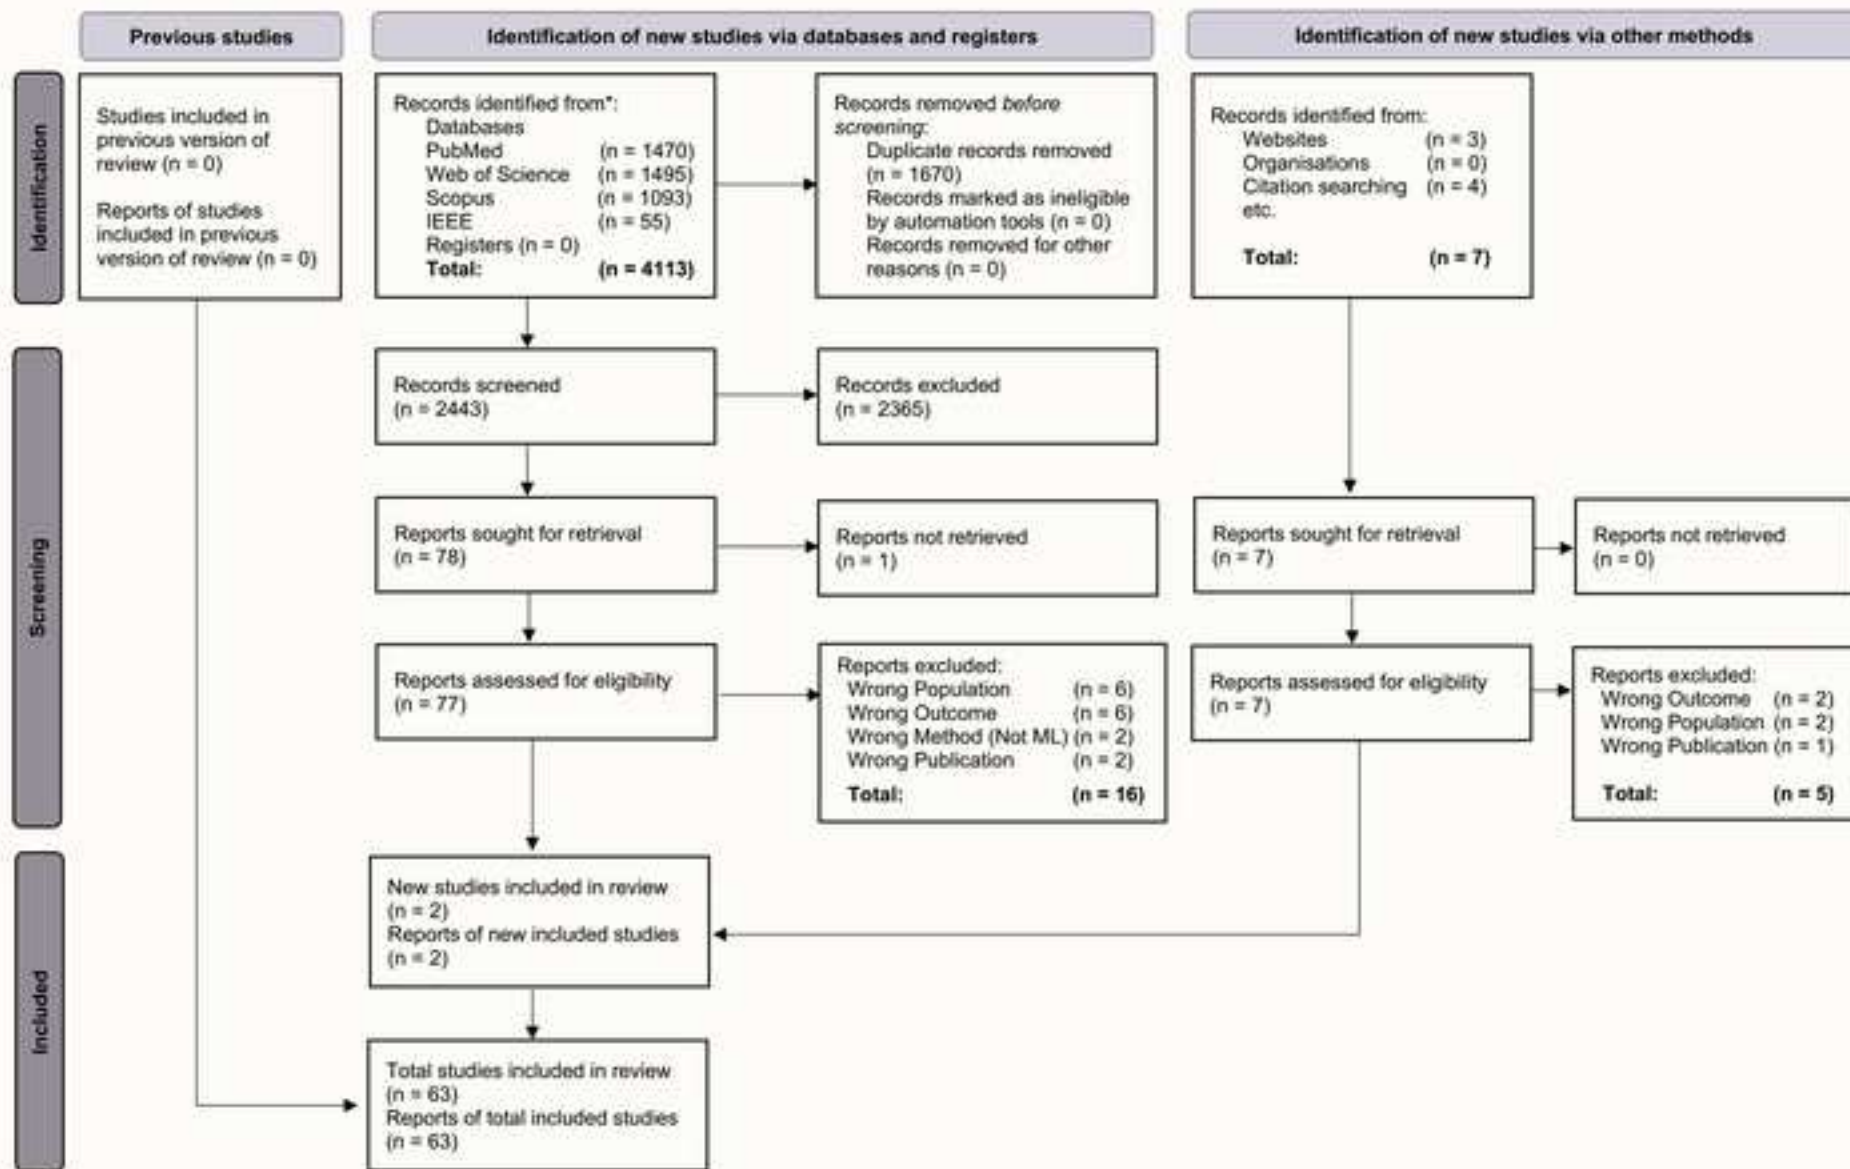 Previous studies
Identification of new studies via databases and registers
Identification of new studies via other methods
Identification
Studies included in
previous version of
review (n = 0)
Reports of studies
included in previous
version of review (n = 0)
Records identified from*:
Databases
PubMed (n = 1470)
Web of Science (n = 1495)
Scopus (n = 1093)
IEEE (n = 55)
Registers (n = 0)
Total: (n = 4113)
Records removed before
screening:
Duplicate records removed
(n = 1670)
Records marked as ineligible
by automation tools (n = 0)
Records removed for other
reasons (n = 0)
Records identified from:
Websites (n = 3)
Organisations (n = 0)
Citation searching (n = 4)
etc.
Total: (n = 7)
Screening
Records screened
(n = 2443)
Records excluded
(n = 2365)
Reports sought for retrieval
(n = 78)
Reports not retrieved
(n = 1)
Reports sought for retrieval
(n = 7)
Reports not retrieved
(n = 0)
Reports assessed for eligibility
(n = 77)
Reports excluded:
Wrong Population (n = 6)
Wrong Outcome (n = 6)
Wrong Method (Not ML) (n = 2)
Wrong Publication (n = 2)
Total: (n = 16)
Reports assessed for eligibility
(n = 7)
Reports excluded:
Wrong Outcome (n = 2)
Wrong Population (n = 2)
Wrong Publication (n = 1)
Total: (n = 5)
Included
New studies included in review
(n = 2)
Reports of new included studies
(n = 2)
Total studies included in review
(n = 63)
Reports of total included studies
(n = 63)